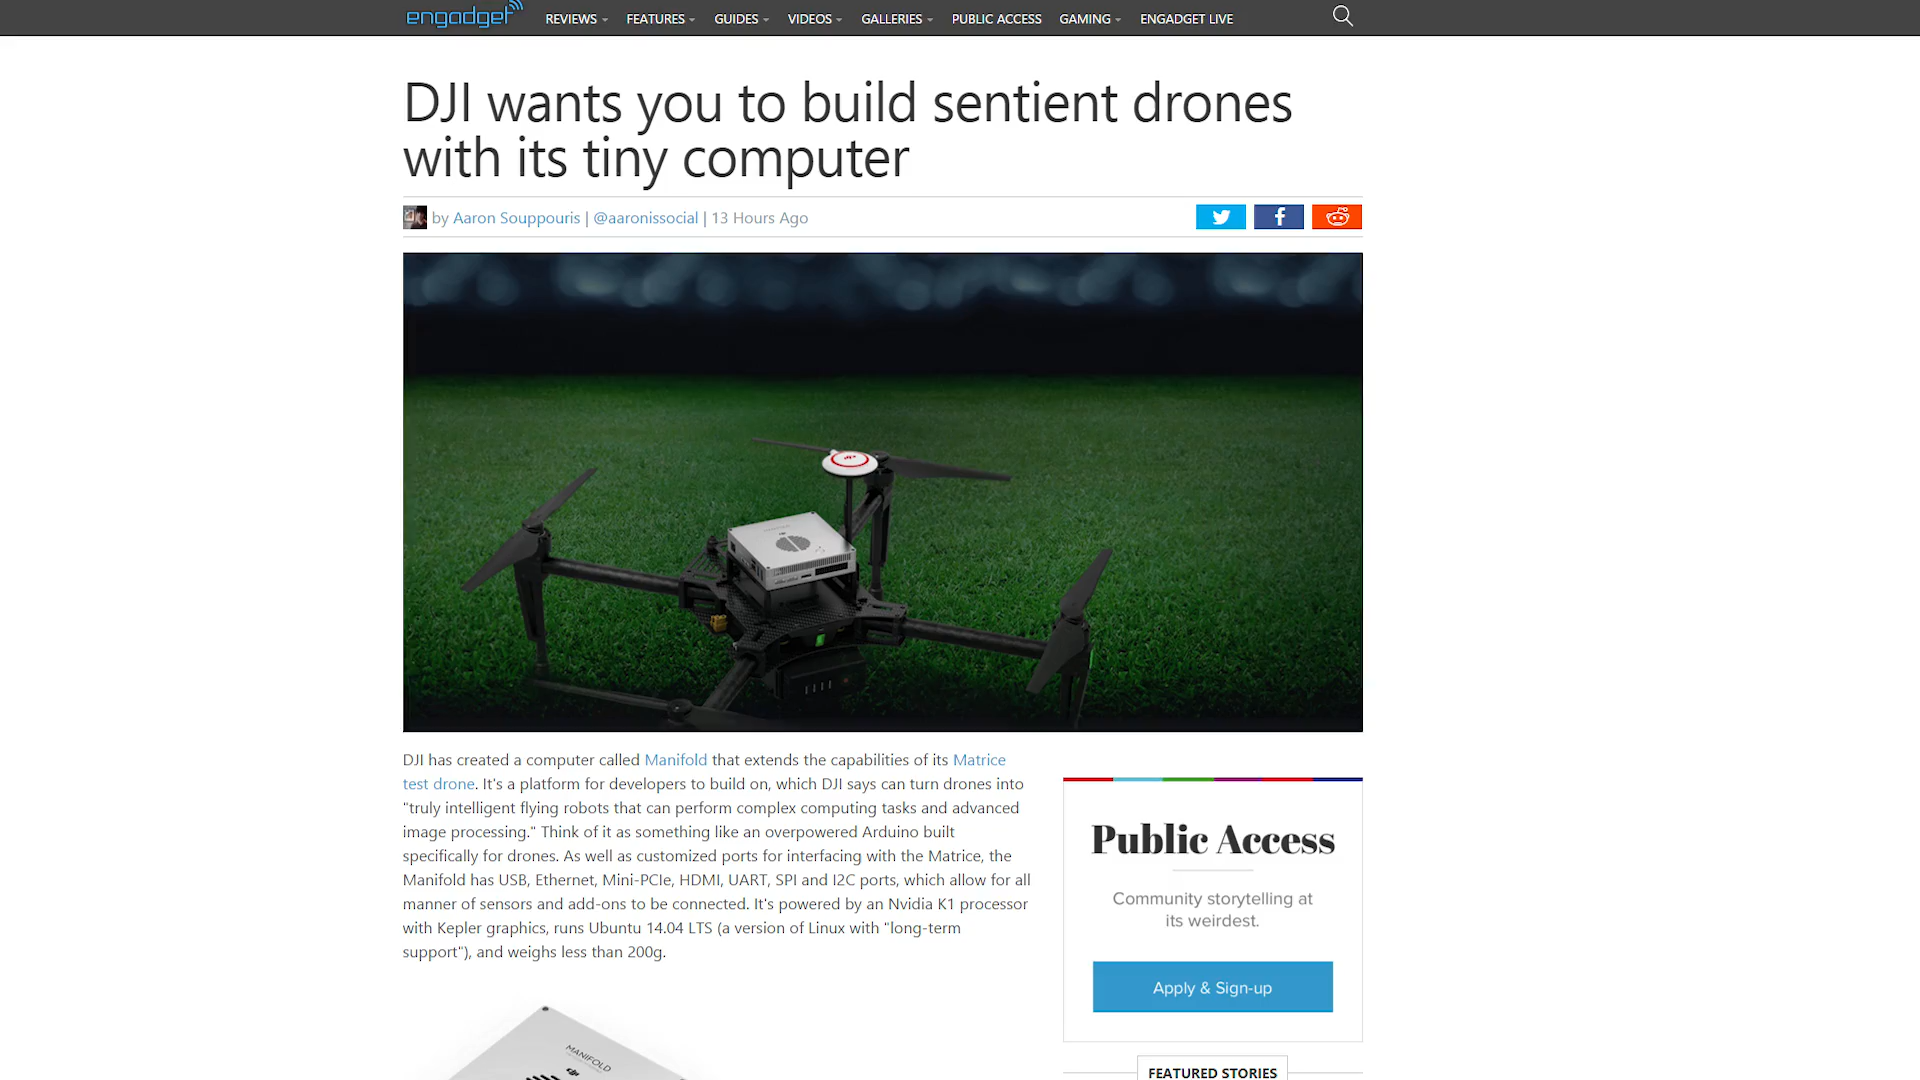 engadget REVIEWS FEATURES GUIDES VIDEOS GALLERIES PUBLIC ACCESS GAMING ENGADGET LIVE
DJI wants you to build sentient drones
with its tiny computer
by Aaron Souppouris | @aaronissocial | 13 Hours Ago
DJI has created a computer called Manifold that extends the capabilities of its Matrice
test drone. It's a platform for developers to build on, which DJI says can turn drones into
"truly intelligent flying robots that can perform complex computing tasks and advanced
image processing." Think of it as something like an overpowered Arduino built
specifically for drones. As well as customized ports for interfacing with the Matrice, the
Manifold has USB, Ethernet, Mini-PCIe, HDMI, UART, SPI and I2C ports, which allow for all
manner of sensors and add-ons to be connected. It's powered by an Nvidia K1 processor
with Kepler graphics, runs Ubuntu 14.04 LTS (a version of Linux with "long-term
support"), and weighs less than 200g.
MANIFOLD
Public Access
Community storytelling at
its weirdest.
Apply & Sign-up
FEATURED STORIES